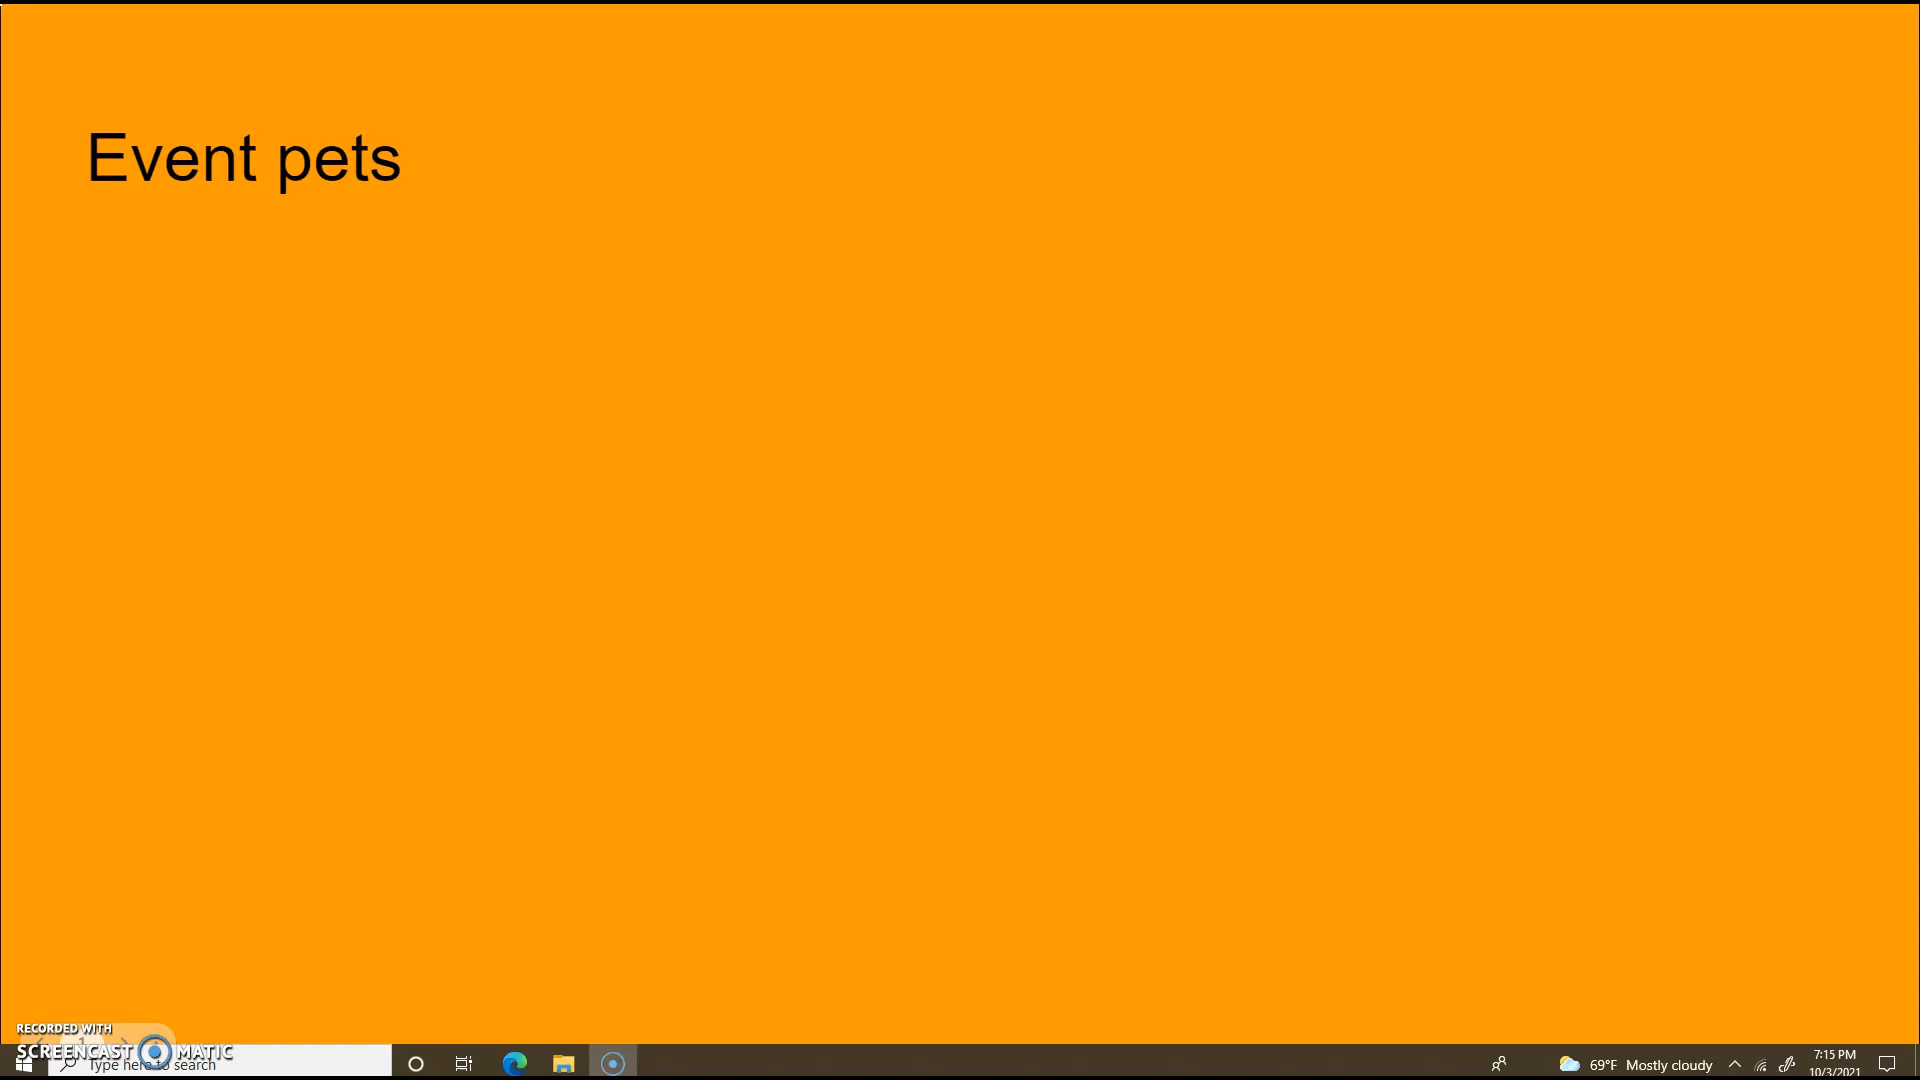 Event pets
RECORDED WITH
SCREENCAST MATIC
Type here to search
69°F Mostly cloudy
7:15 PM
10/3/2021